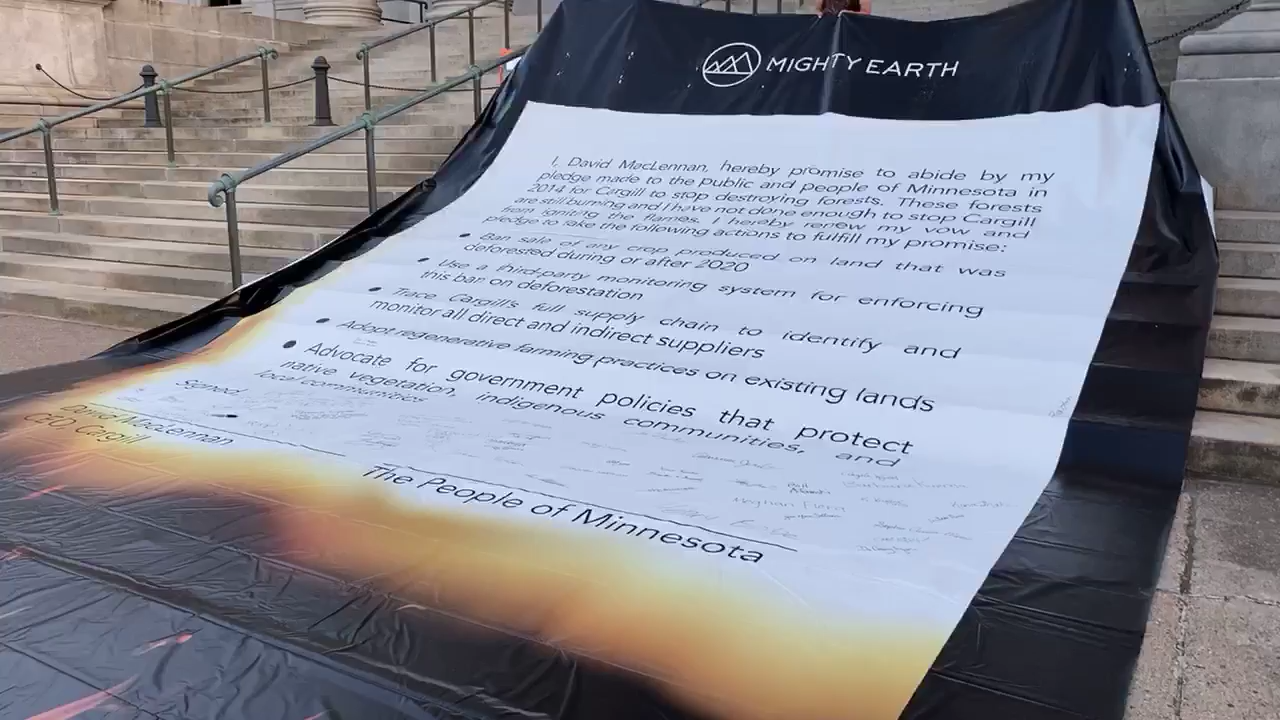 MIGHTY EARTH
I, David MacLennan, hereby promise to abide by my
pledge made to the public and people of Minnesota in
2014 for Cargill to stop destroying forests. These forests
are still burning and I have not done enough to stop Cargill
from igniting the flames. I hereby renew my vow and
pledge to take the following actions to fulfill my promise:
• Ban sale of any crop produced on land that was
deforested during or after 2020
• Use a third-party monitoring system for enforcing
this ban on deforestation
• Trace Cargill's full supply chain to identify and
monitor all direct and indirect suppliers
• Adopt regenerative farming practices on existing lands
• Advocate for government policies that protect
native vegetation, indigenous communities, and
local communities
Signed
David MacLennan
CEO, Cargill
The People of Minnesota